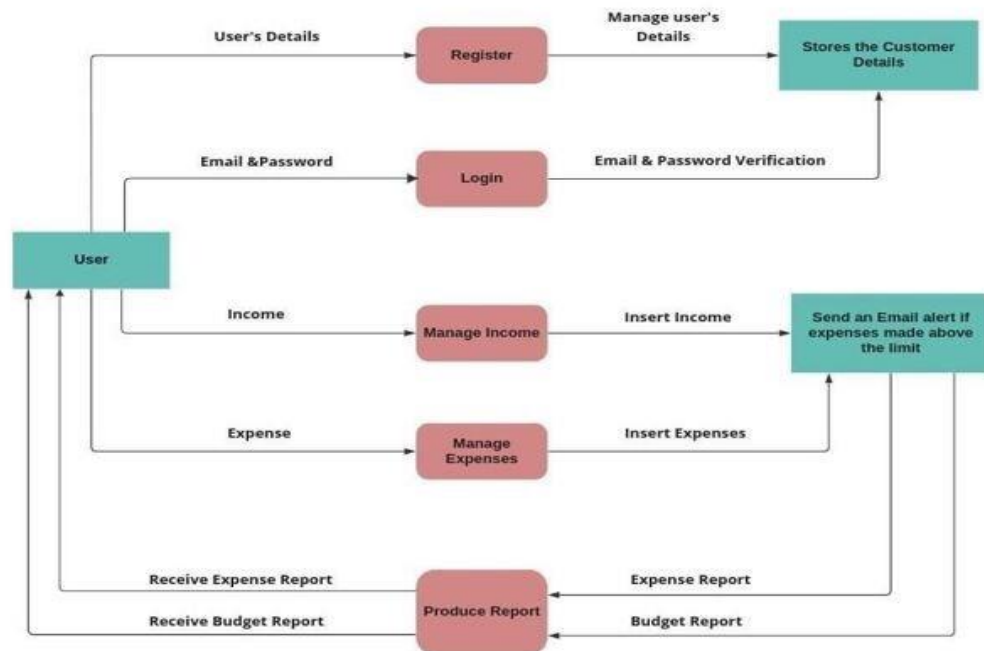 User's Details
Register
Manage user's
Details
Stores the Customer
Details
Email &Password
Login
Email & Password Verification
User
Income
Manage Income
Insert Income
Send an Email alert if
expenses made above
the limit
Expense
Manage
Expenses
Insert Expenses
Receive Expense Report
Produce Report
Expense Report
Receive Budget Report
Budget Report